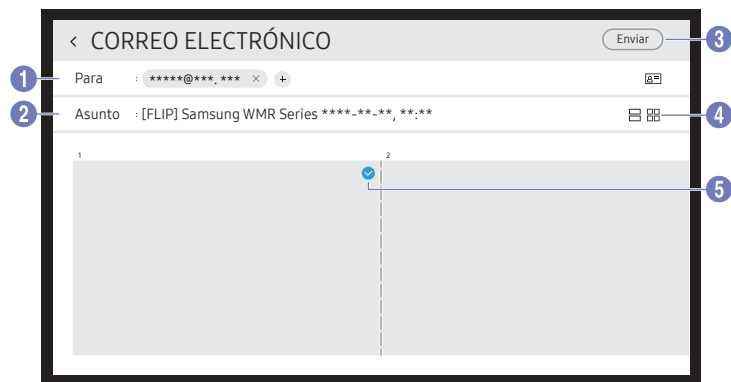 < CORREO ELECTRÓNICO Enviar 3
1 Para : *****@***.*** × +
2 Asunto : [FLIP] Samsung WMR Series ****-**-**, **:** 4
1 2
5